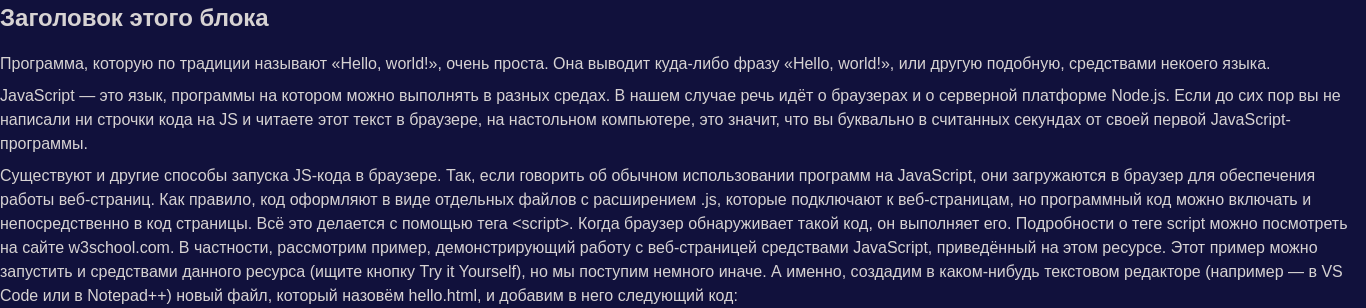 Заголовок этого блока
Программа, которую по традиции называют «Hello, world!», очень проста. Она выводит куда-либо фразу «Hello, world!», или другую подобную, средствами некоего языка.
JavaScript — это язык, программы на котором можно выполнять в разных средах. В нашем случае речь идёт о браузерах и о серверной платформе Node.js. Если до сих пор вы не
написали ни строчки кода на JS и читаете этот текст в браузере, на настольном компьютере, это значит, что вы буквально в считанных секундах от своей первой JavaScript-
программы.
Существуют и другие способы запуска JS-кода в браузере. Так, если говорить об обычном использовании программ на JavaScript, они загружаются в браузер для обеспечения
работы веб-страниц. Как правило, код оформляют в виде отдельных файлов с расширением .js, которые подключают к веб-страницам, но программный код можно включать и
непосредственно в код страницы. Всё это делается с помощью тега <script>. Когда браузер обнаруживает такой код, он выполняет его. Подробности о теге script можно посмотреть
на сайте w3school.com. В частности, рассмотрим пример, демонстрирующий работу с веб-страницей средствами JavaScript, приведённый на этом ресурсе. Этот пример можно
запустить и средствами данного ресурса (ищите кнопку Try it Yourself), но мы поступим немного иначе. А именно, создадим в каком-нибудь текстовом редакторе (например — в VS
Code или в Notepad++) новый файл, который назовём hello.html, и добавим в него следующий код: